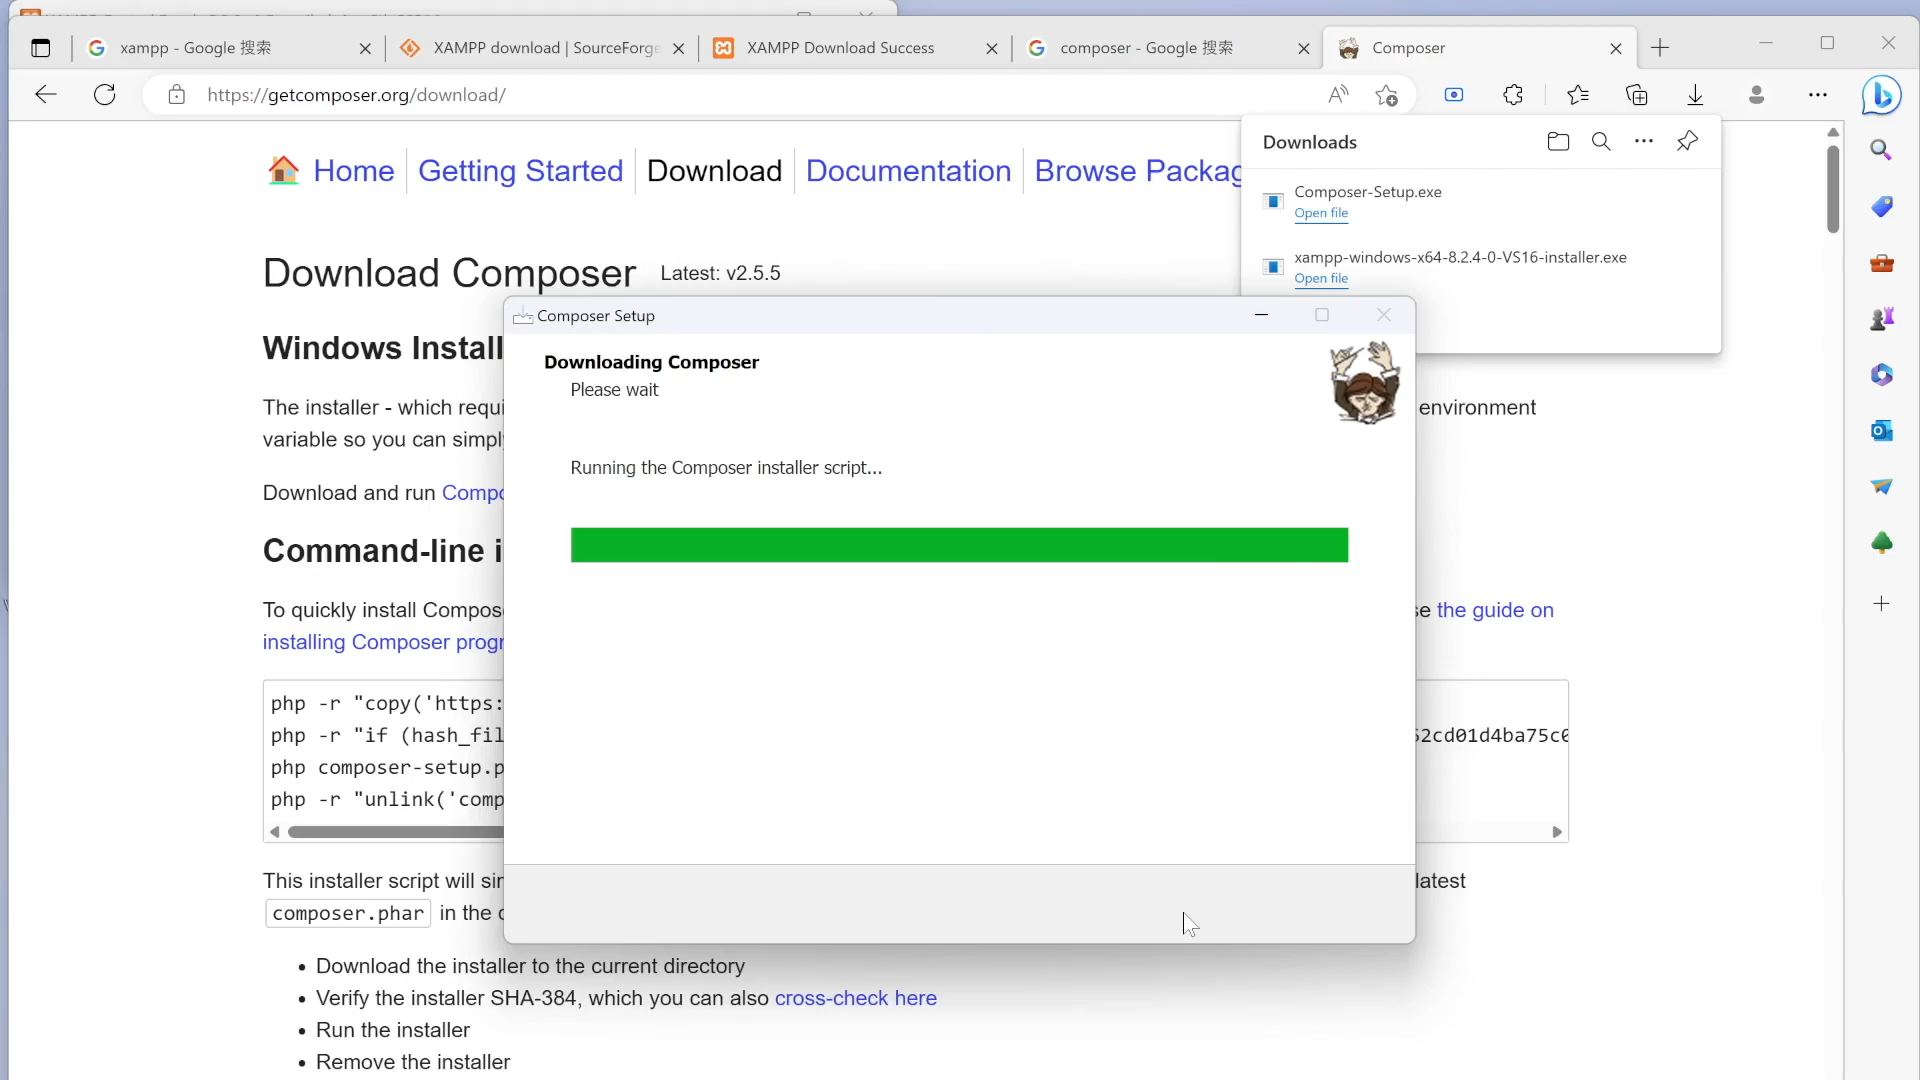 xampp - Google 搜索
XAMPP download | SourceForge
XAMPP Download Success
composer - Google 搜索
Composer
https://getcomposer.org/download/
Home
Getting Started
Download
Documentation
Browse Packag
Downloads
Composer-Setup.exe
Open file
xampp-windows-x64-8.2.4-0-VS16-installer.exe
Open file
Download Composer
Latest: v2.5.5
Windows Install
The installer - which requi
environment
variable so you can simply
Download and run Compo
Command-line i
To quickly install Compose
se the guide on
installing Composer progr
php -r "copy('https:
php -r "if (hash_fil
52cd01d4ba75c0
php composer-setup.p
php -r "unlink('comp
This installer script will sim
latest
composer.phar in the c
Download the installer to the current directory
Verify the installer SHA-384, which you can also cross-check here
Run the installer
Remove the installer
Composer Setup
Downloading Composer
Please wait
Running the Composer installer script...